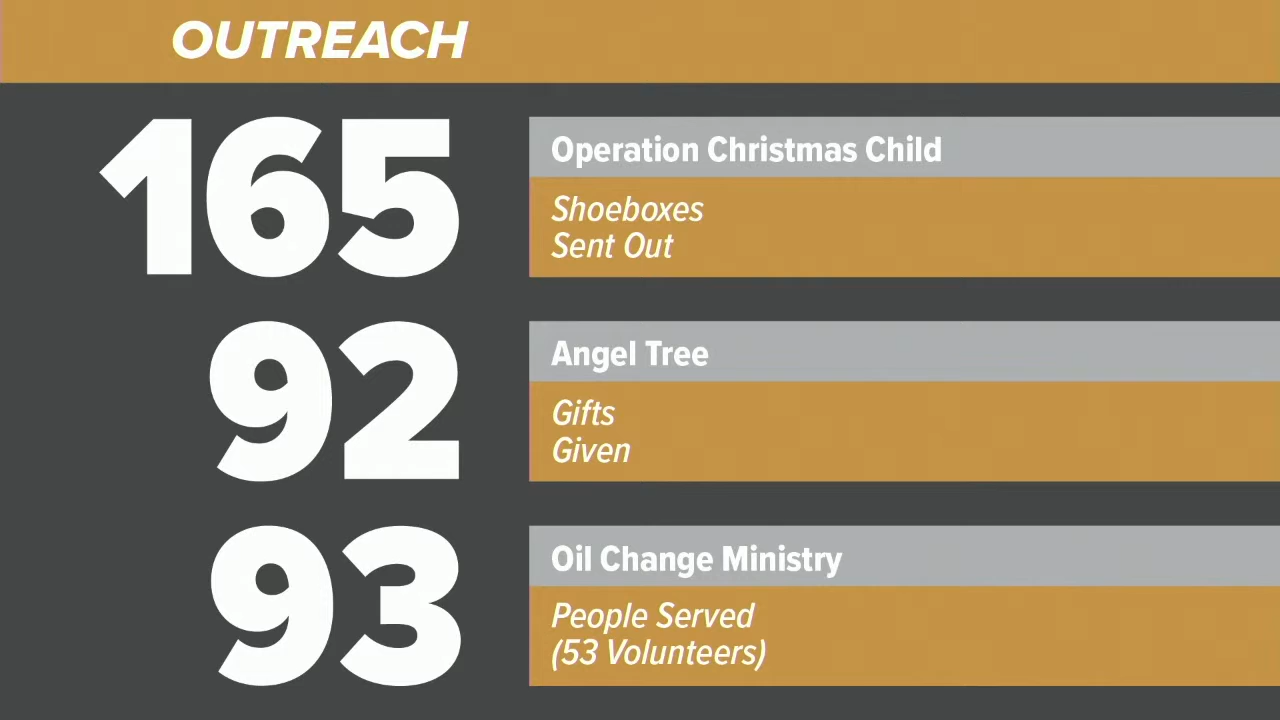 OUTREACH
165
Operation Christmas Child
Shoeboxes
Sent Out
92
Angel Tree
Gifts
Given
93
Oil Change Ministry
People Served
(53 Volunteers)